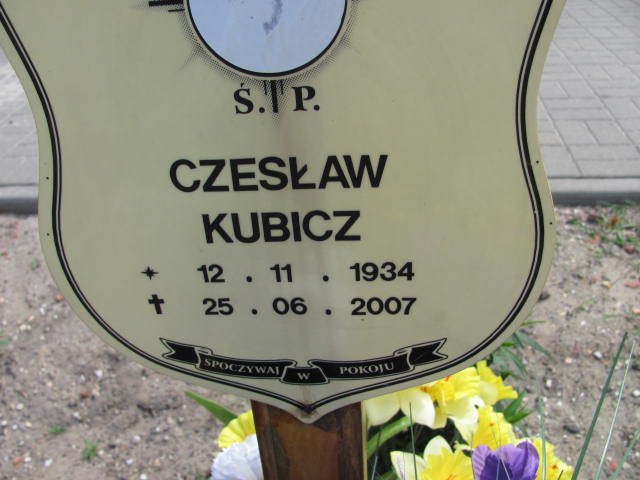 Ś. P.
CZESŁAW
KUBICZ
12 . 11 . 1934
25 . 06 . 2007
SPOCZYWAJ W POKOJU